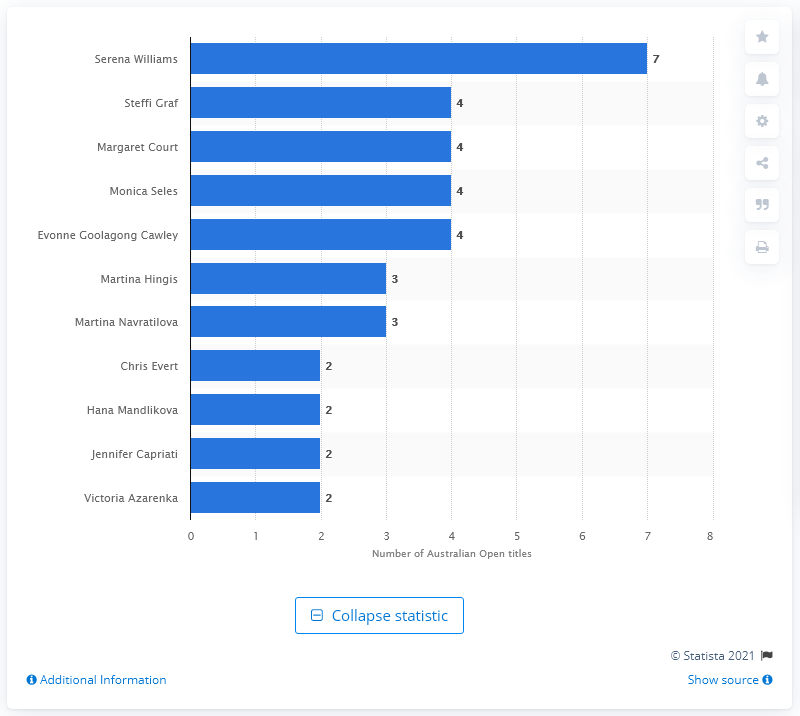 Serena Williams 7
Steffi Graf 4
Margaret Court 4
Monica Seles 4
Evonne Goolagong Cawley 4
Martina Hingis 3
Martina Navratilova 3
Chris Evert 2
Hana Mandlikova 2
Jennifer Capriati 2
Victoria Azarenka 2
0 1 2 3 4 5 6 7 8
Number of Australian Open titles
Collapse statistic
© Statista 2021
Additional Information
Show source